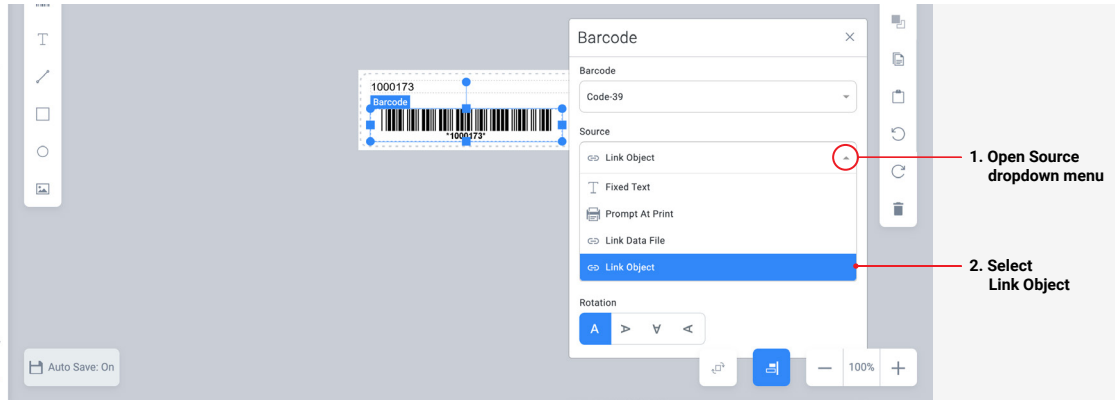 Barcode
Barcode
Code-39
1000173
Barcode
*1000173*
Source
Link Object
1. Open Source
dropdown menu
Fixed Text
Prompt At Print
Link Data File
Link Object
2. Select
Link Object
Rotation
A A A A
Auto Save: On
100%